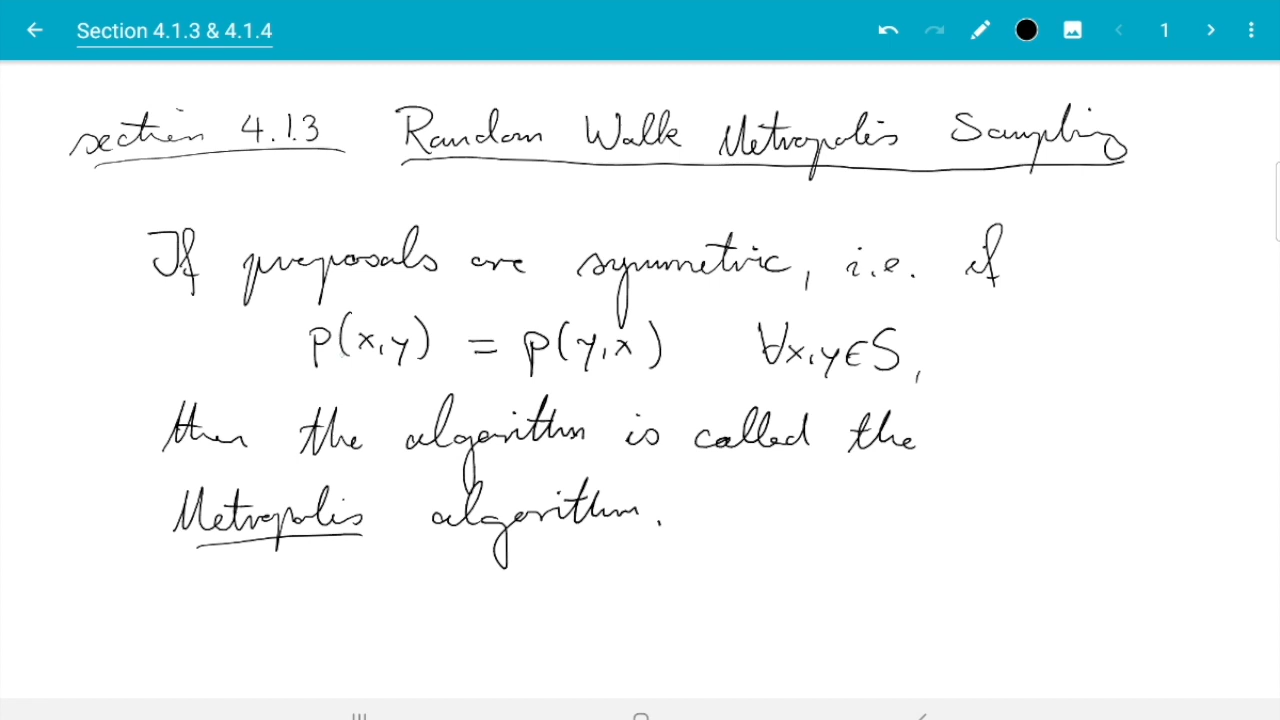 Section 4.1.3 & 4.1.4
1
section 4.1.3 Random Walk Metropolis Sampling
If proposals are symmetric, i.e. if
p(x,y) = p(y,x) ∀x,y∈S,
then the algorithm is called the
Metropolis algorithm.